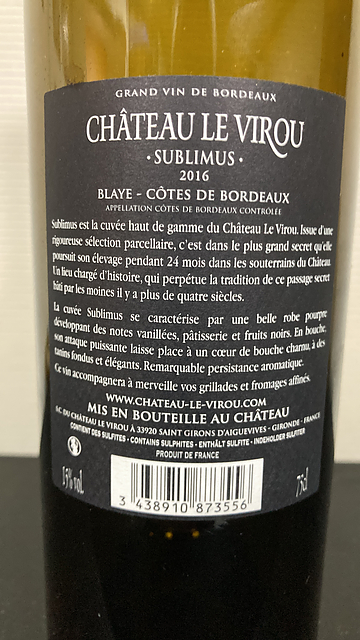 GRAND VIN DE BORDEAUX
CHÂTEAU LE VIROU
• SUBLIMUS •
2016
BLAYE - CÔTES DE BORDEAUX
APPELLATION CÔTES DE BORDEAUX CONTRÔLÉE
Sublimus est la cuvée haut de gamme du Château Le Virou. Issue d'une
rigoureuse sélection parcellaire, c'est dans le plus grand secret qu'elle
poursuit son élevage pendant 24 mois dans les souterrains du Château.
Un lieu chargé d'histoire, qui perpétue la tradition de ce passage secret
bâti par les moines il y a plus de quatre siècles.
La cuvée Sublimus se caractérise par une belle robe pourpre
développant des notes vanillées, pâtisserie et fruits noirs. En bouche,
son attaque puissante laisse place à un cœur de bouche charnu, à des
tanins fondus et élégants. Remarquable persistance aromatique.
Ce vin accompagnera à merveille vos grillades et fromages affinés.
WWW.CHATEAU-LE-VIROU.COM
MIS EN BOUTEILLE AU CHÂTEAU
S.C. DU CHÂTEAU LE VIROU À 33920 SAINT GIRONS D'AIGUEVIVES - GIRONDE - FRANCE
CONTIENT DES SULFITES - CONTAINS SULPHITES - ENTHÄLT SULFITE - INDEHOLDER SULFITTER
PRODUIT DE FRANCE
15% vol.
75cl
3 438910 873556